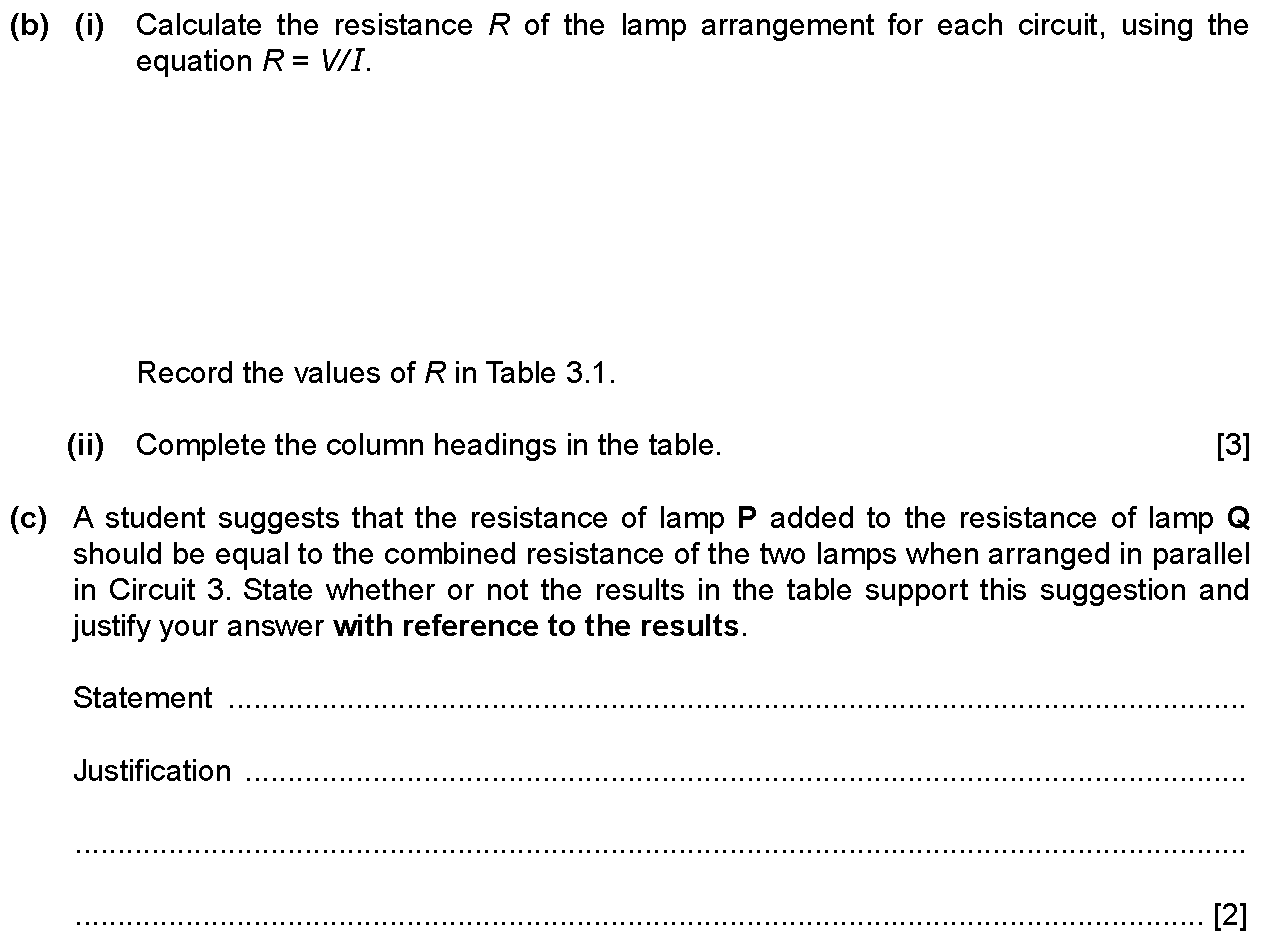 (b) (i) Calculate the resistance R of the lamp arrangement for each circuit, using the
equation R = V/I.
Record the values of R in Table 3.1.
(ii) Complete the column headings in the table. [3]
(c) A student suggests that the resistance of lamp P added to the resistance of lamp Q
should be equal to the combined resistance of the two lamps when arranged in parallel
in Circuit 3. State whether or not the results in the table support this suggestion and
justify your answer with reference to the results.
Statement ..........................................................................................................................
Justification ........................................................................................................................
............................................................................................................................................
....................................................................................................................................... [2]